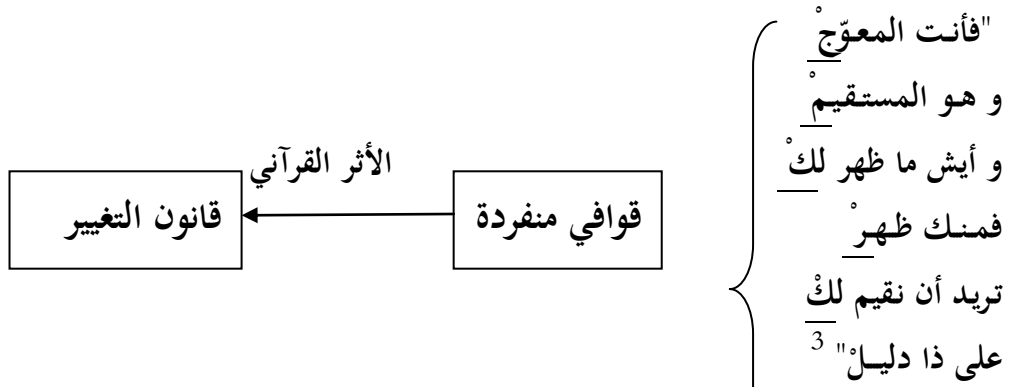 "فأنت المعوّجْ
و هو المستقيمْ
و أيش ما ظهر لكْ
فمنك ظهرْ
تريد أن نقيم لكْ
على ذا دليلْ" 3
قوافي منفردة
الأثر القرآني
قانون التغيير